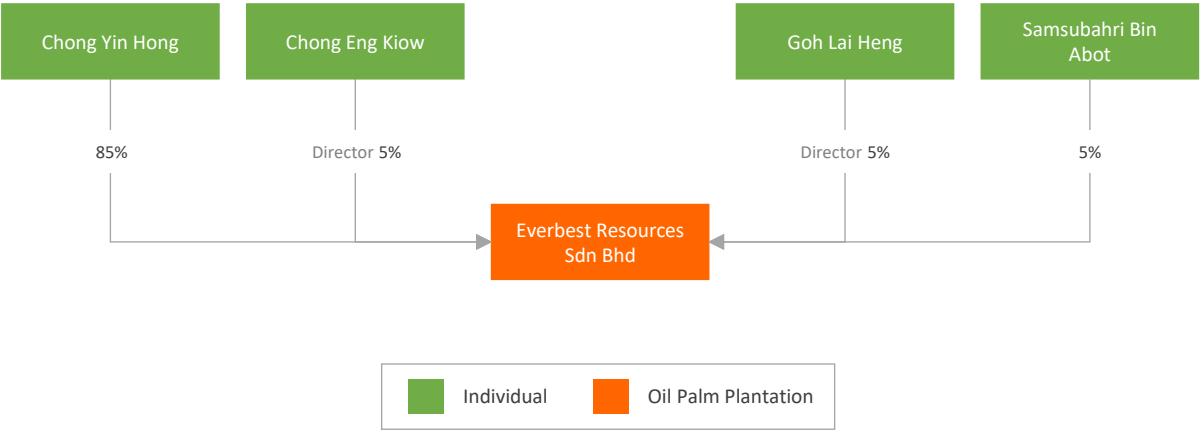 Chong Yin Hong
Chong Eng Kiow
Goh Lai Heng
Samsubahri Bin
Abot
85%
Director 5%
Director 5%
5%
Everbest Resources
Sdn Bhd
Individual
Oil Palm Plantation